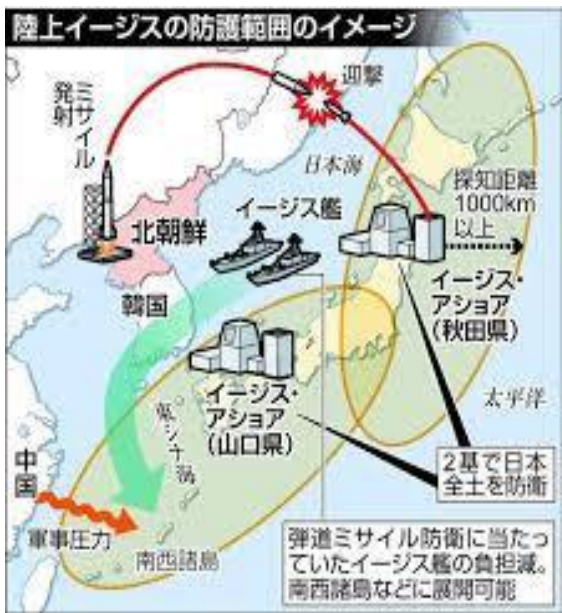 陸上イージスの防護範囲のイメージ
ミサイル
発射
迎撃
日本海
探知距離
1000km
以上
北朝鮮
イージス艦
韓国
イージス・
アショア
(秋田県)
イージス・
アショア
(山口県)
太平洋
東シナ海
中国
2基で日本
全土を防衛
軍事圧力
南西諸島
弾道ミサイル防衛に当たっ
ていたイージス艦の負担減。
南西諸島などに展開可能